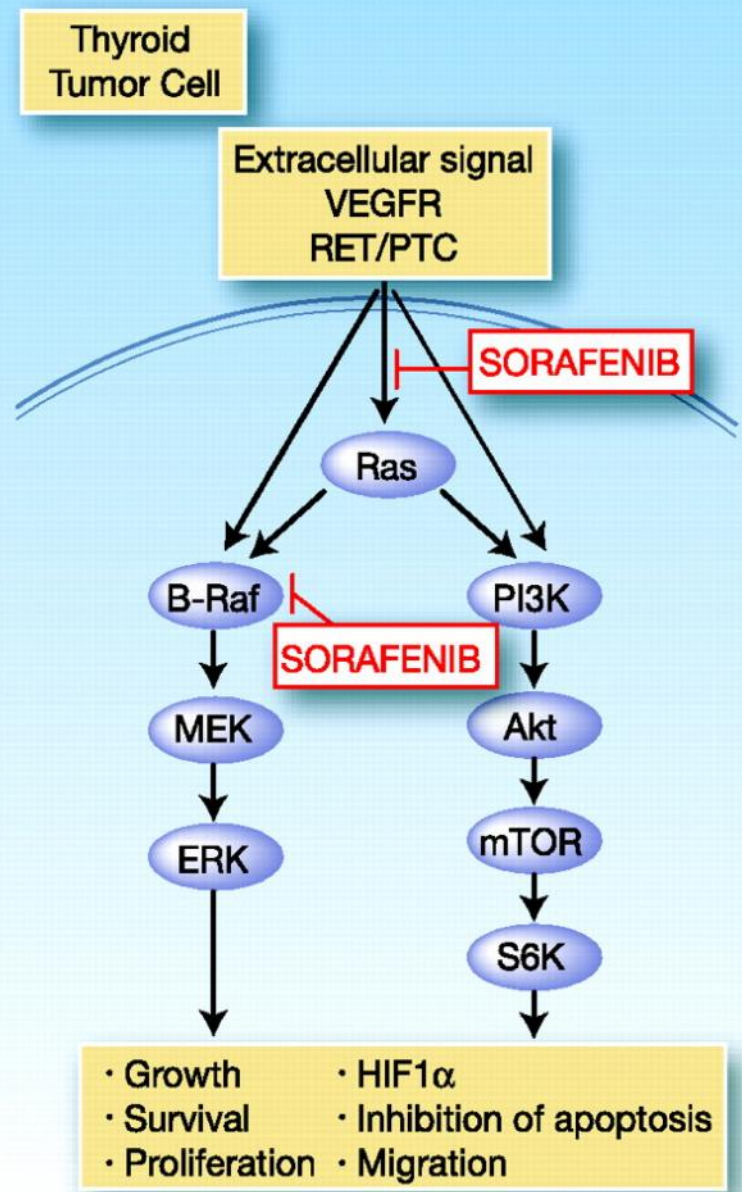 Thyroid
Tumor Cell
Extracellular signal
VEGFR
RET/PTC
SORAFENIB
Ras
B-Raf
PI3K
SORAFENIB
MEK
Akt
ERK
mTOR
S6K
· Growth
· Survival
· Proliferation
· HIF1α
· Inhibition of apoptosis
· Migration